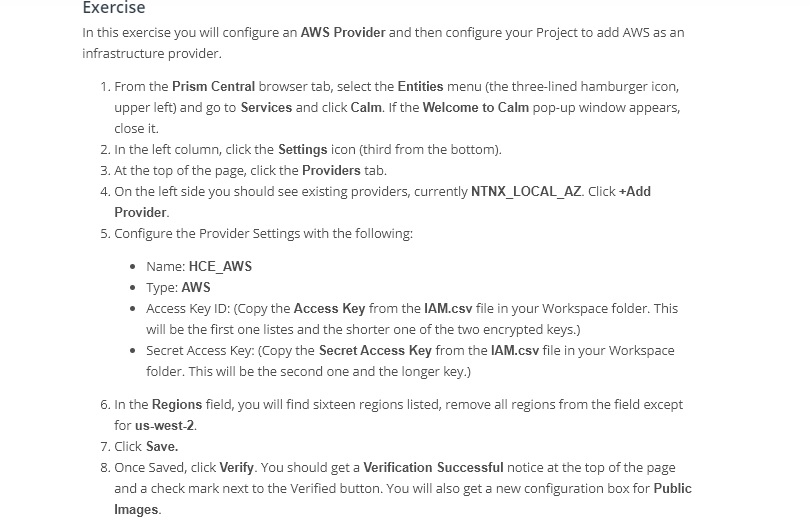 Exercise
In this exercise you will configure an AWS Provider and then configure your Project to add AWS as an
infrastructure provider.
1. From the Prism Central browser tab, select the Entities menu (the three-lined hamburger icon,
upper left) and go to Services and click Calm. If the Welcome to Calm pop-up window appears,
close it.
2. In the left column, click the Settings icon (third from the bottom).
3. At the top of the page, click the Providers tab.
4. On the left side you should see existing providers, currently NTNX_LOCAL_AZ. Click +Add
Provider.
5. Configure the Provider Settings with the following:
• Name: HCE_AWS
• Type: AWS
• Access Key ID: (Copy the Access Key from the IAM.csv file in your Workspace folder. This
will be the first one listes and the shorter one of the two encrypted keys.)
• Secret Access Key: (Copy the Secret Access Key from the IAM.csv file in your Workspace
folder. This will be the second one and the longer key.)
6. In the Regions field, you will find sixteen regions listed, remove all regions from the field except
for us-west-2.
7. Click Save.
8. Once Saved, click Verify. You should get a Verification Successful notice at the top of the page
and a check mark next to the Verified button. You will also get a new configuration box for Public
Images.